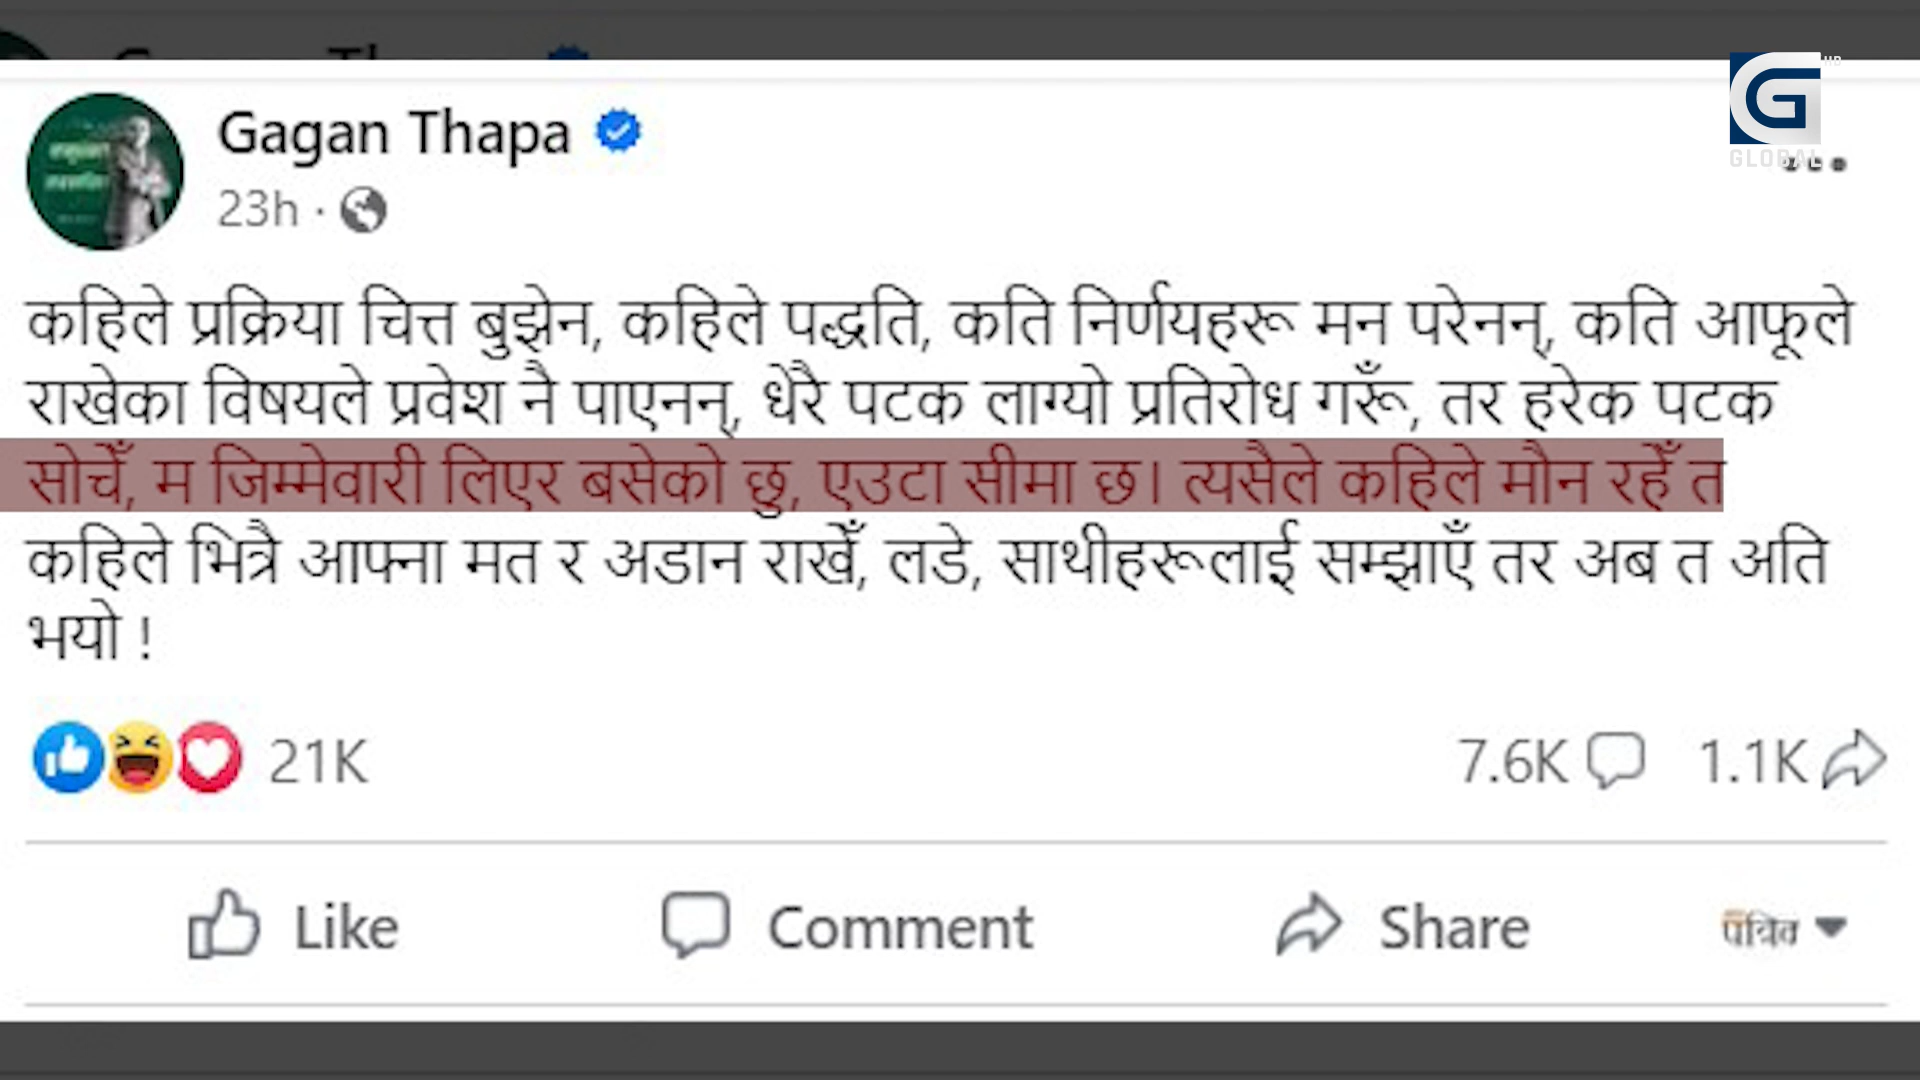 Gagan Thapa
23h ·
HD
GLOBAL
कहिले प्रक्रिया चित्त बुझेन, कहिले पद्धति, कति निर्णयहरू मन परेनन्, कति आफूले
राखेका विषयले प्रवेश नै पाएनन्, धेरै पटक लाग्यो प्रतिरोध गरूँ, तर हरेक पटक
सोचेँ, म जिम्मेवारी लिएर बसेको छु, एउटा सीमा छ। त्यसैले कहिले मौन रहेँ त
कहिले भित्रै आफ्ना मत र अडान राखेँ, लडे, साथीहरूलाई सम्झाएँ तर अब त अति
भयो !
21K
7.6K 1.1K
Like Comment Share